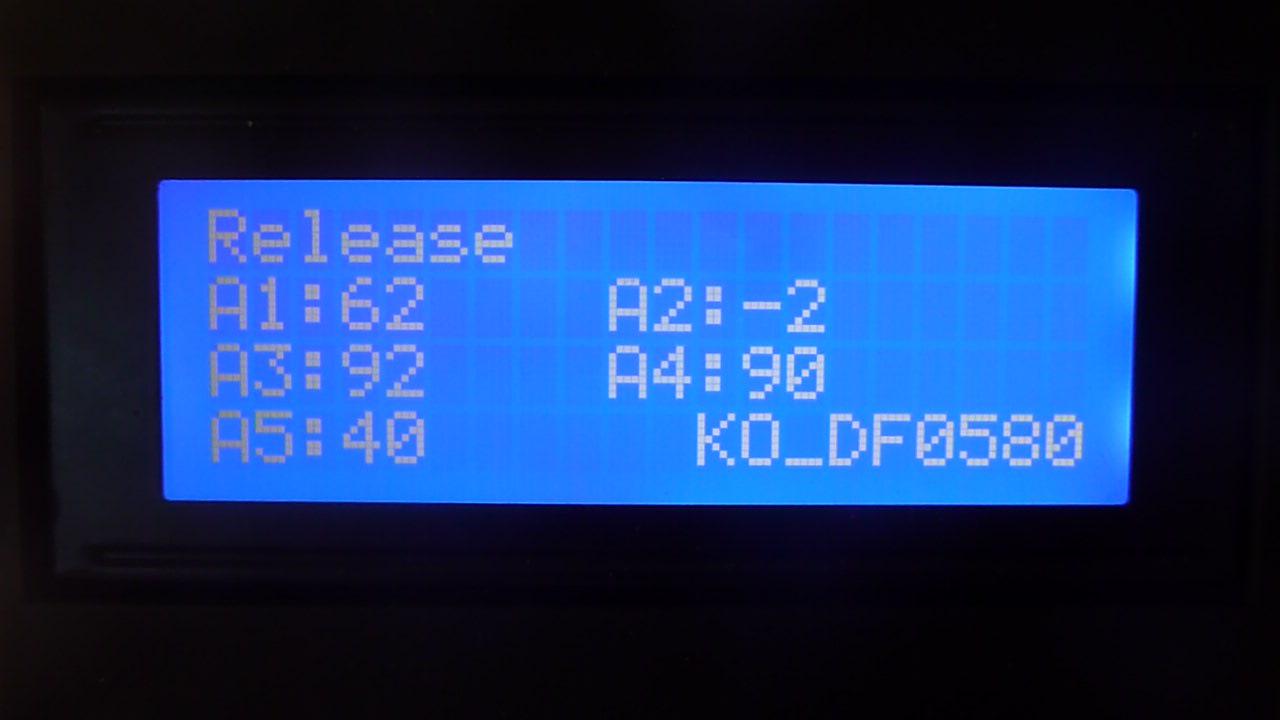 Release
A1:62 A2:-2
A3:92 A4:90
A5:40 KO_DF0580